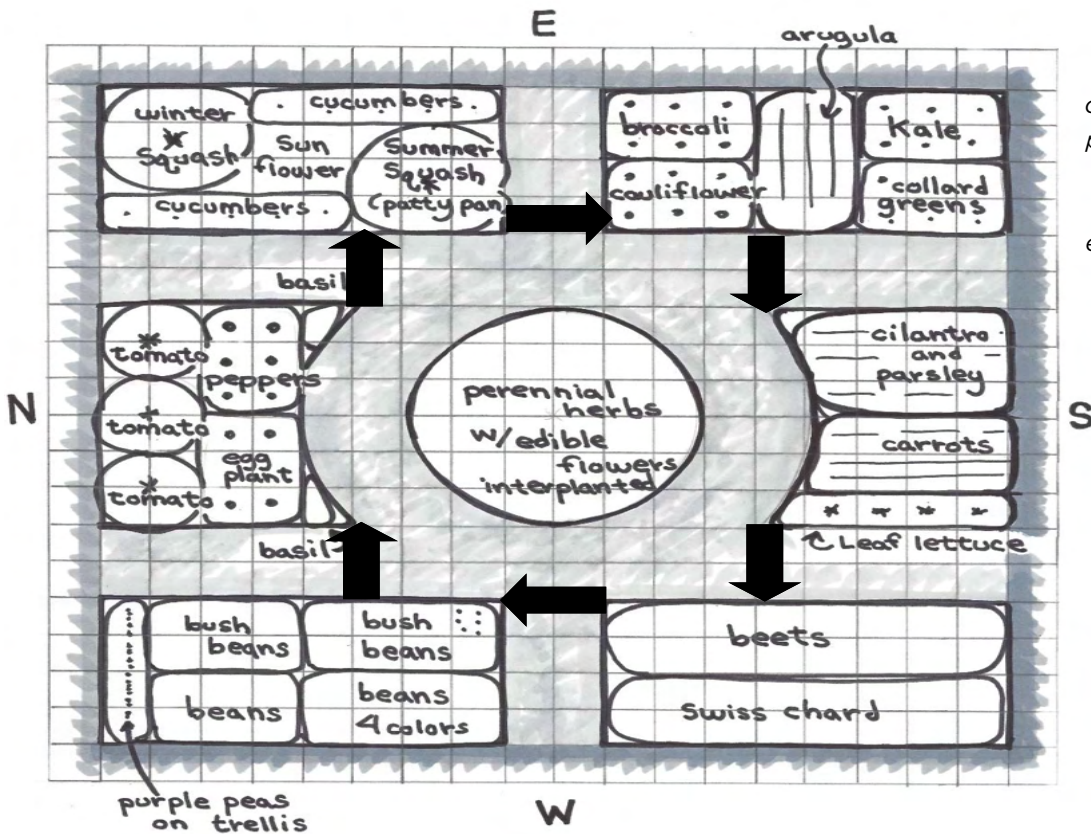 E
arugula
winter
Squash
cucumbers
Sun
flower
Summer
Squash
(patty pan)
cucumbers
broccoli
cauliflower
Kale
collard
greens
basil
tomato
tomato
tomato
peppers
egg
plant
basil
N
perennial
herbs
w/edible
flowers
interplanted
cilantro
and
parsley
carrots
Leaf lettuce
S
bush
beans
bush
beans
beans
beans
4 colors
beets
Swiss chard
purple peas
on trellis
W